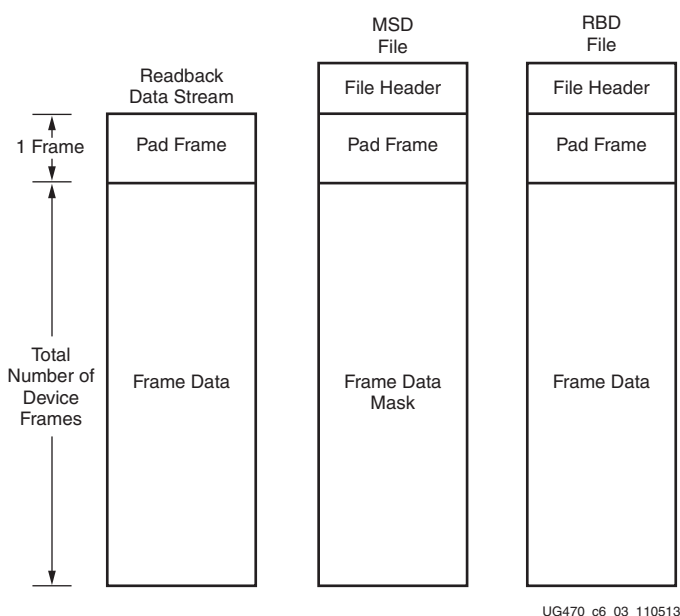 MSD
File
RBD
File
Readback
Data Stream
File Header
File Header
1 Frame
Pad Frame
Pad Frame
Pad Frame
Total
Number of
Device
Frames
Frame Data
Frame Data
Mask
Frame Data
UG470_c6_03_110513